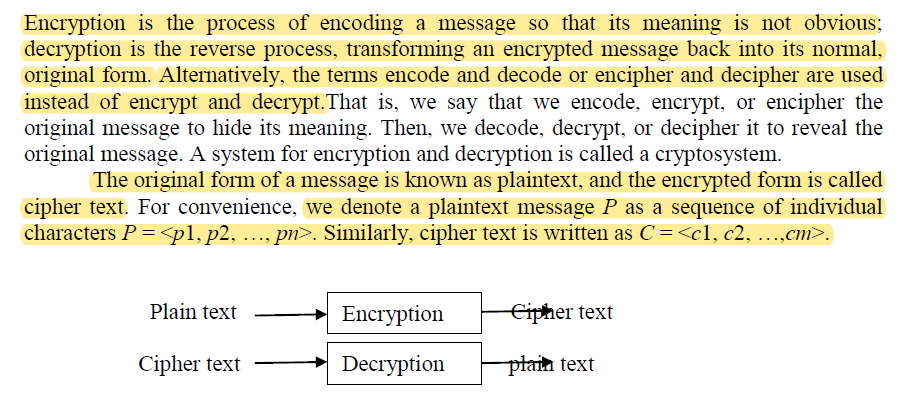 Encryption is the process of encoding a message so that its meaning is not obvious;
decryption is the reverse process, transforming an encrypted message back into its normal,
original form. Alternatively, the terms encode and decode or encipher and decipher are used
instead of encrypt and decrypt.That is, we say that we encode, encrypt, or encipher the
original message to hide its meaning. Then, we decode, decrypt, or decipher it to reveal the
original message. A system for encryption and decryption is called a cryptosystem.
The original form of a message is known as plaintext, and the encrypted form is called
cipher text. For convenience, we denote a plaintext message P as a sequence of individual
characters P = <p1, p2, …, pn>. Similarly, cipher text is written as C = <c1, c2, …,cm>.
Plain text Encryption Cipher text
Cipher text Decryption plain text